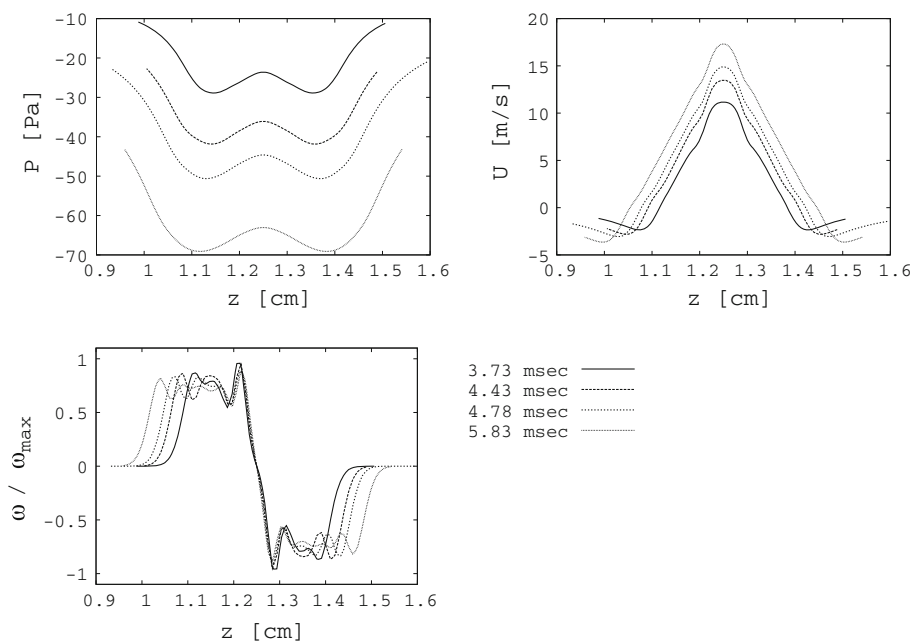 -10
-20
-30
-40
-50
-60
-70
P [Pa]
0.9 1 1.1 1.2 1.3 1.4 1.5 1.6
z [cm]
20
15
10
5
0
-5
U [m/s]
0.9 1 1.1 1.2 1.3 1.4 1.5 1.6
z [cm]
1
0.5
0
-0.5
-1
ω / ωmax
0.9 1 1.1 1.2 1.3 1.4 1.5 1.6
z [cm]
3.73 msec
4.43 msec
4.78 msec
5.83 msec